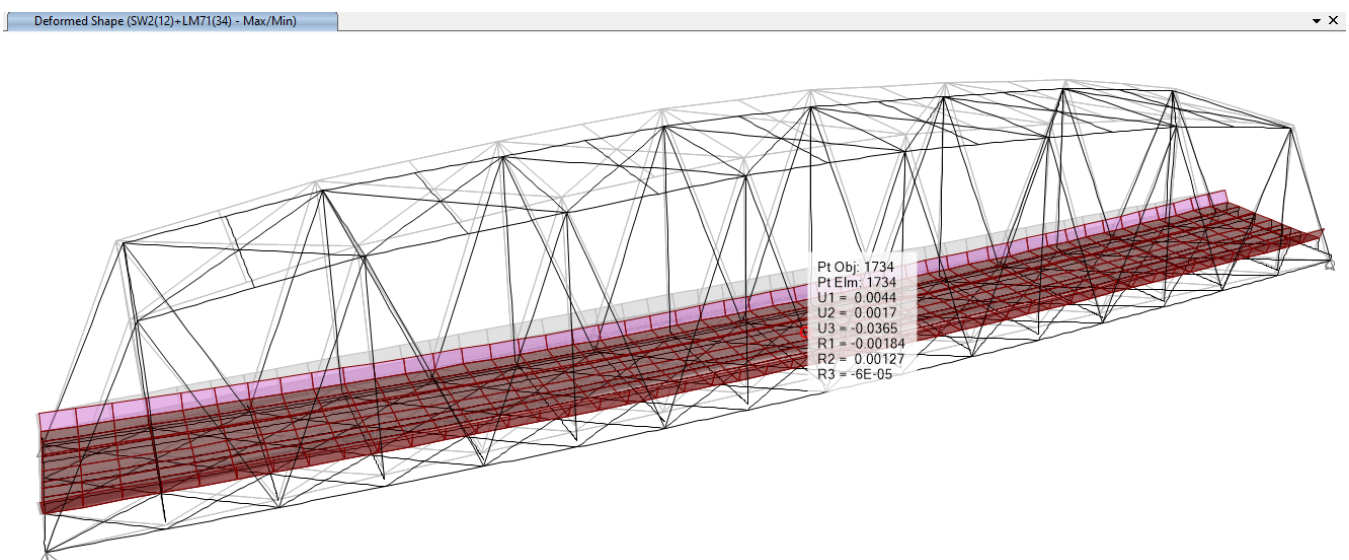 Deformed Shape (SW2(12)+LM71(34) - Max/Min)
Pt Obj: 1734
Pt Elm: 1734
U1 = 0.0044
U2 = 0.0017
U3 = -0.0365
R1 = -0.00184
R2 = 0.00127
R3 = -6E-05